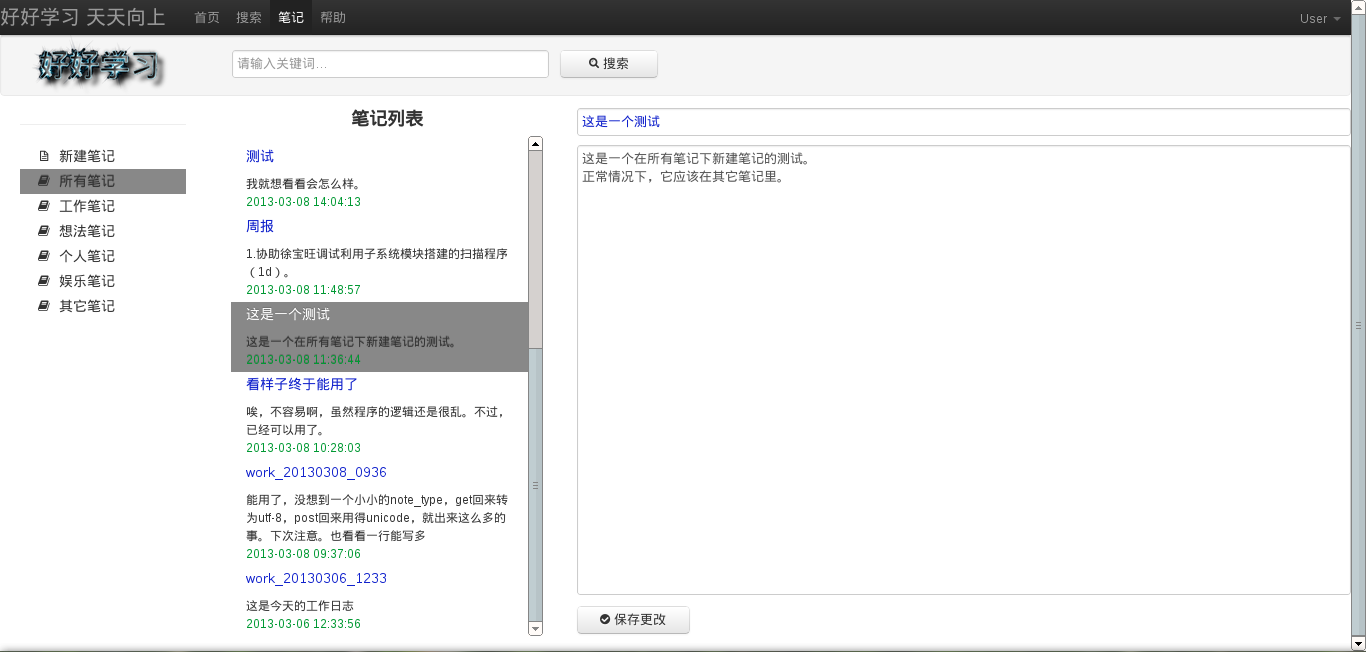 好好学习 天天向上 首页 搜索 笔记 帮助 User
好好学习 请输入关键词... 搜索
新建笔记
所有笔记
工作笔记
想法笔记
个人笔记
娱乐笔记
其它笔记
笔记列表
测试
我就想看看会怎么样。
2013-03-08 14:04:13
周报
1.协助徐宝旺调试利用子系统模块搭建的扫描程序
（1d）。
2013-03-08 11:48:57
这是一个测试
这是一个在所有笔记下新建笔记的测试。
2013-03-08 11:36:44
看样子终于能用了
唉，不容易啊，虽然程序的逻辑还是很乱。不过，
已经可以用了。
2013-03-08 10:28:03
work_20130308_0936
能用了，没想到一个小小的note_type，get回来转
为utf-8，post回来用得unicode，就出来这么多的
事。下次注意。也看看一行能写多
2013-03-08 09:37:06
work_20130306_1233
这是今天的工作日志
2013-03-06 12:33:56
这是一个测试
这是一个在所有笔记下新建笔记的测试。
正常情况下，它应该在其它笔记里。
保存更改